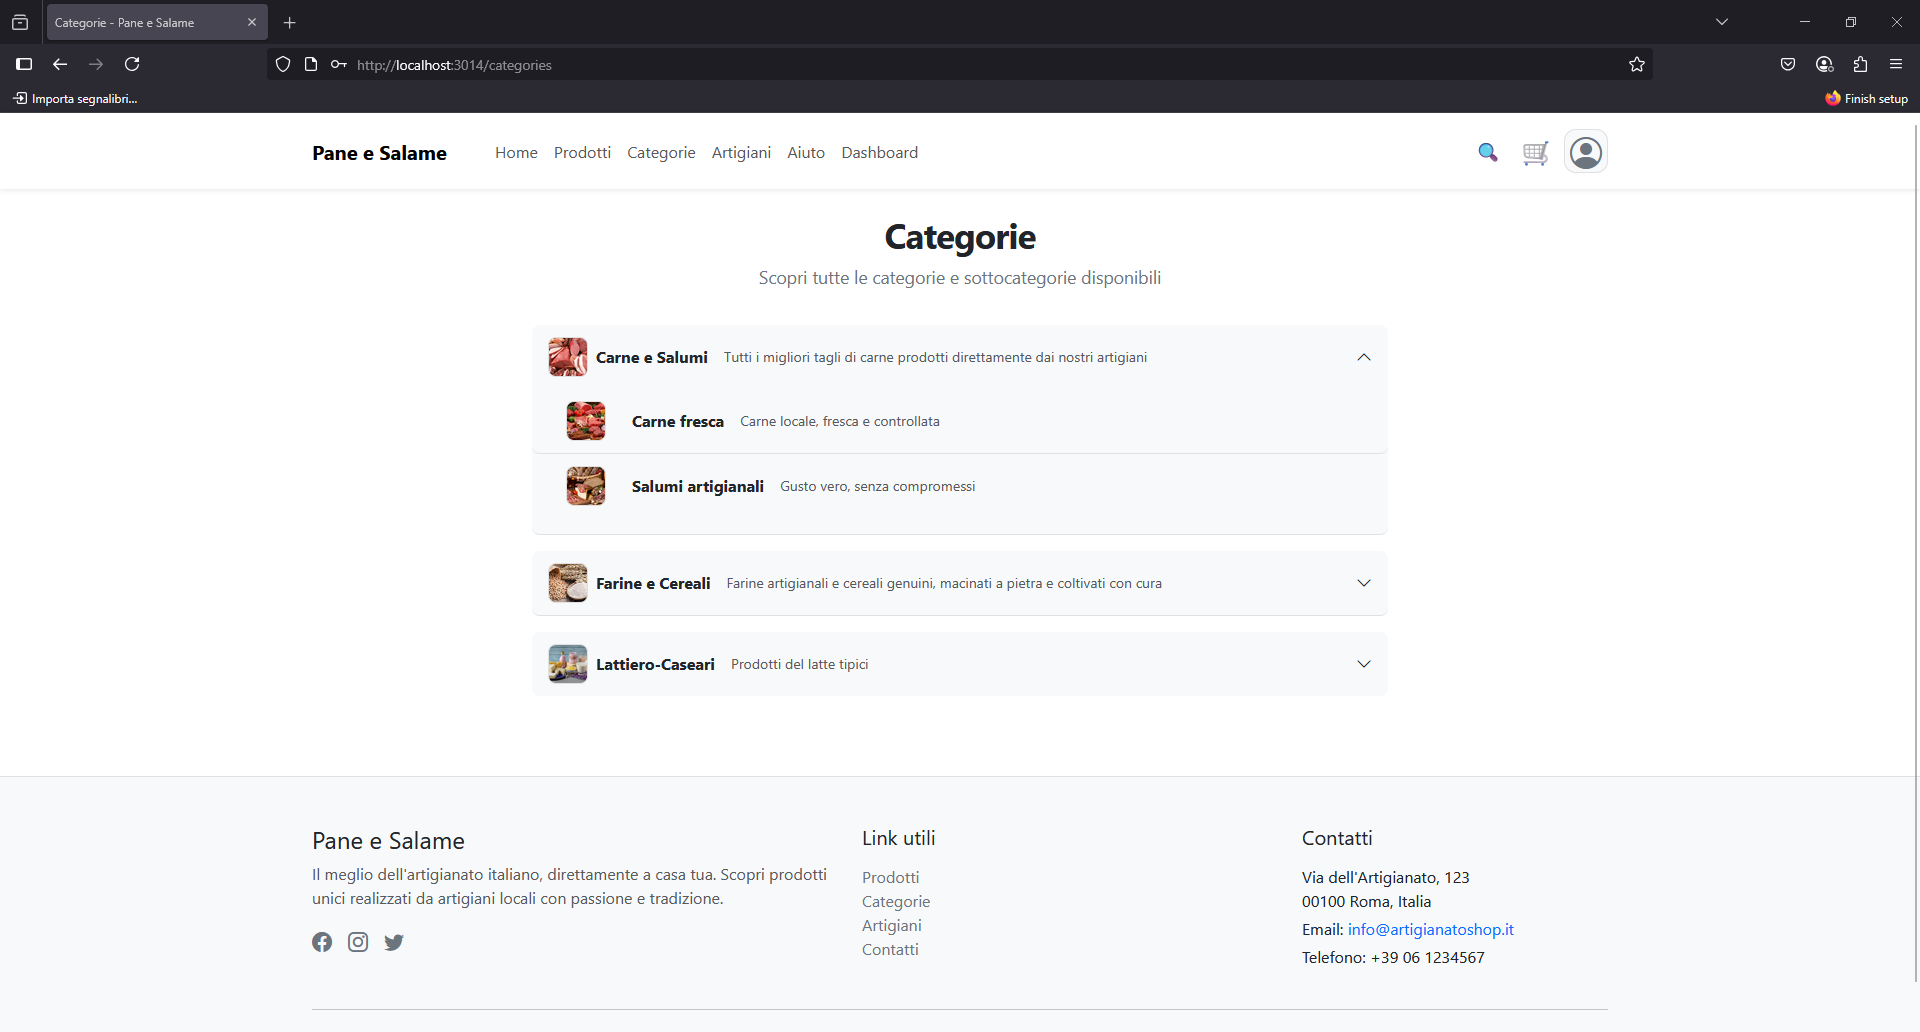 Categorie - Pane e Salame
http://localhost:3014/categories
Importa segnalibri...
Finish setup
Pane e Salame
Home Prodotti Categorie Artigiani Aiuto Dashboard
Categorie
Scopri tutte le categorie e sottocategorie disponibili
Carne e Salumi Tutti i migliori tagli di carne prodotti direttamente dai nostri artigiani
Carne fresca Carne locale, fresca e controllata
Salumi artigianali Gusto vero, senza compromessi
Farine e Cereali Farine artigianali e cereali genuini, macinati a pietra e coltivati con cura
Lattiero-Caseari Prodotti del latte tipici
Pane e Salame
Il meglio dell'artigianato italiano, direttamente a casa tua. Scopri prodotti
unici realizzati da artigiani locali con passione e tradizione.
Link utili
Prodotti
Categorie
Artigiani
Contatti
Contatti
Via dell'Artigianato, 123
00100 Roma, Italia
Email: info@artigianatoshop.it
Telefono: +39 06 1234567